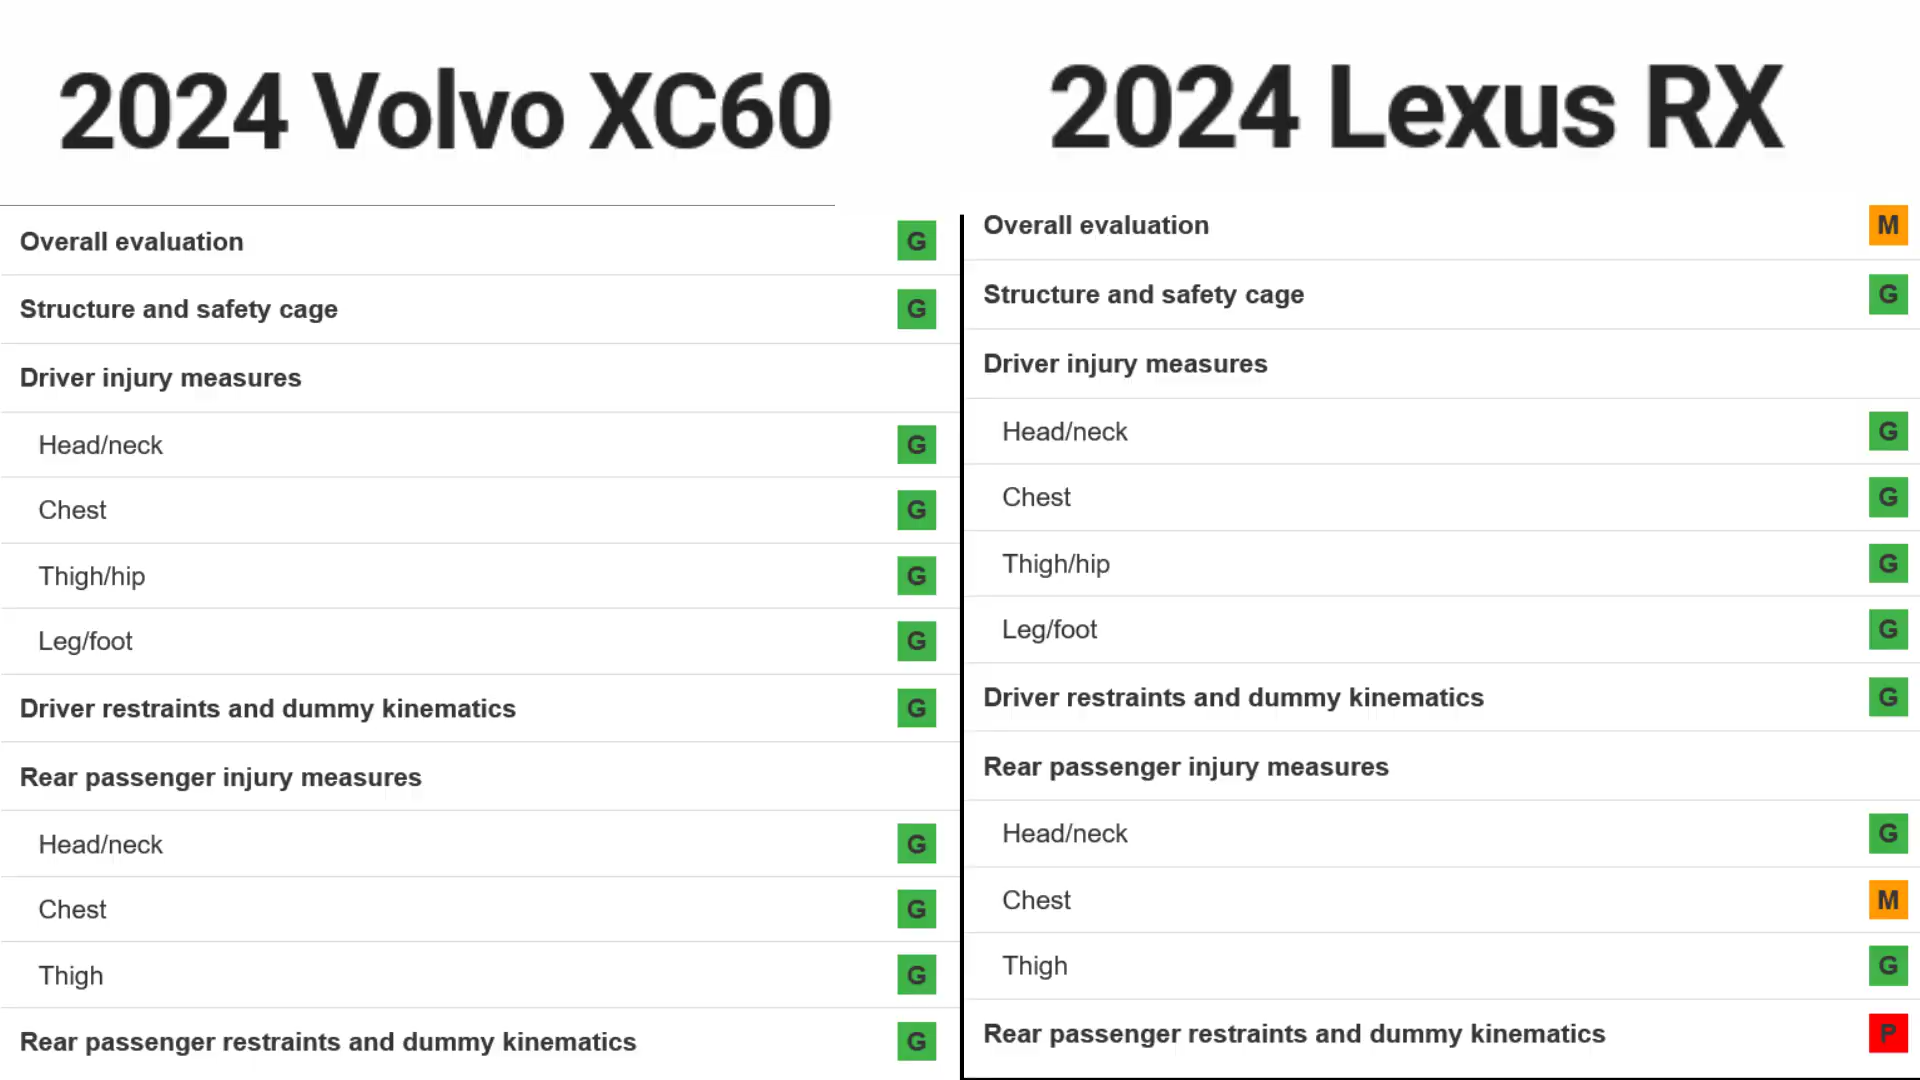 2024 Volvo XC60
Overall evaluation G
Structure and safety cage G
Driver injury measures
Head/neck G
Chest G
Thigh/hip G
Leg/foot G
Driver restraints and dummy kinematics G
Rear passenger injury measures
Head/neck G
Chest G
Thigh G
Rear passenger restraints and dummy kinematics G
2024 Lexus RX
Overall evaluation M
Structure and safety cage G
Driver injury measures
Head/neck G
Chest G
Thigh/hip G
Leg/foot G
Driver restraints and dummy kinematics G
Rear passenger injury measures
Head/neck G
Chest M
Thigh G
Rear passenger restraints and dummy kinematics P